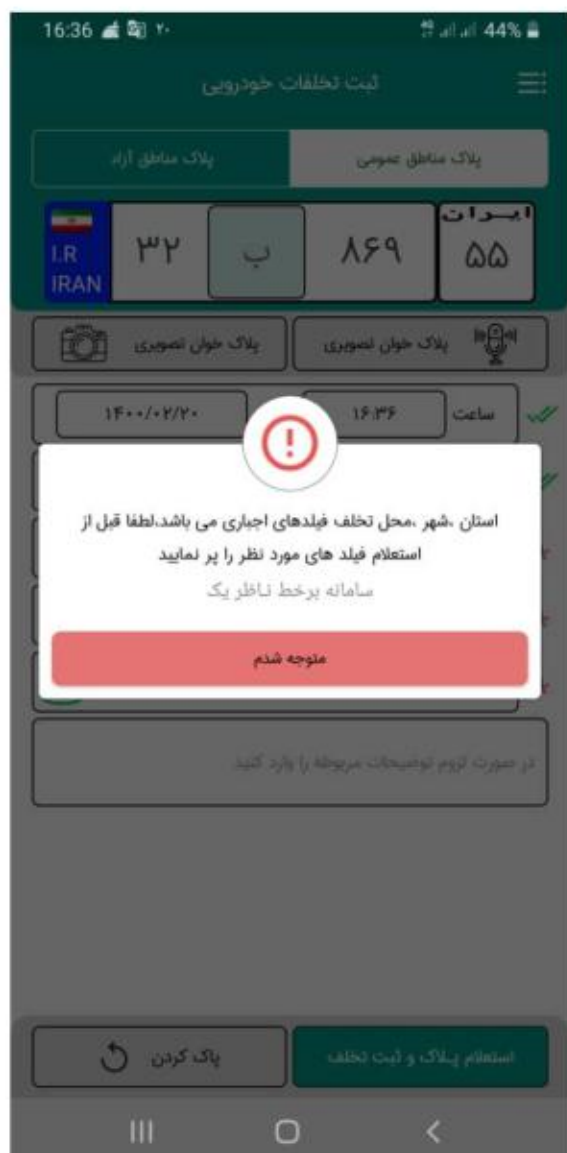 16:36 ۲۰ 44%
ثبت تخلفات خودرویی
پلاک مناطق عمومی
پلاک مناطق آزاد
I.R
IRAN
۳۲ ب ۸۶۹
ایـران
۵۵
پلاک خوان تصویری
پلاک خوان تصویری
ساعت ۱۶:۳۶ ۱۴۰۰/۰۲/۲۰
استان ،شهر ،محل تخلف فیلدهای اجباری می باشد،لطفا قبل از
استعلام فیلد های مورد نظر را پر نمایید
سامانه برخط ناظر یک
متوجه شدم
در صورت لزوم توضیحات مربوطه را وارد کنید
استعلام پـلاک و ثبت تخلف
پاک کردن